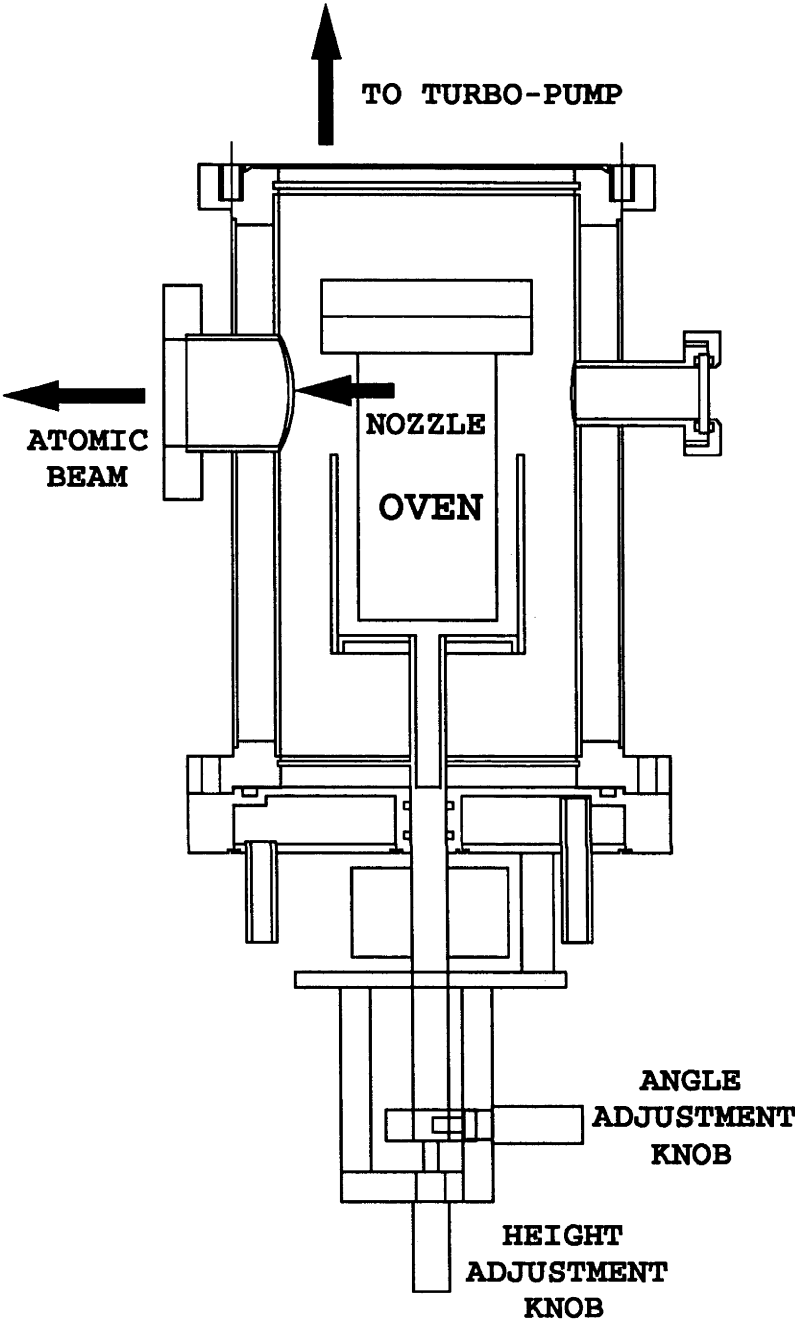 TO TURBO-PUMP
ATOMIC
BEAM
NOZZLE
OVEN
ANGLE
ADJUSTMENT
KNOB
HEIGHT
ADJUSTMENT
KNOB